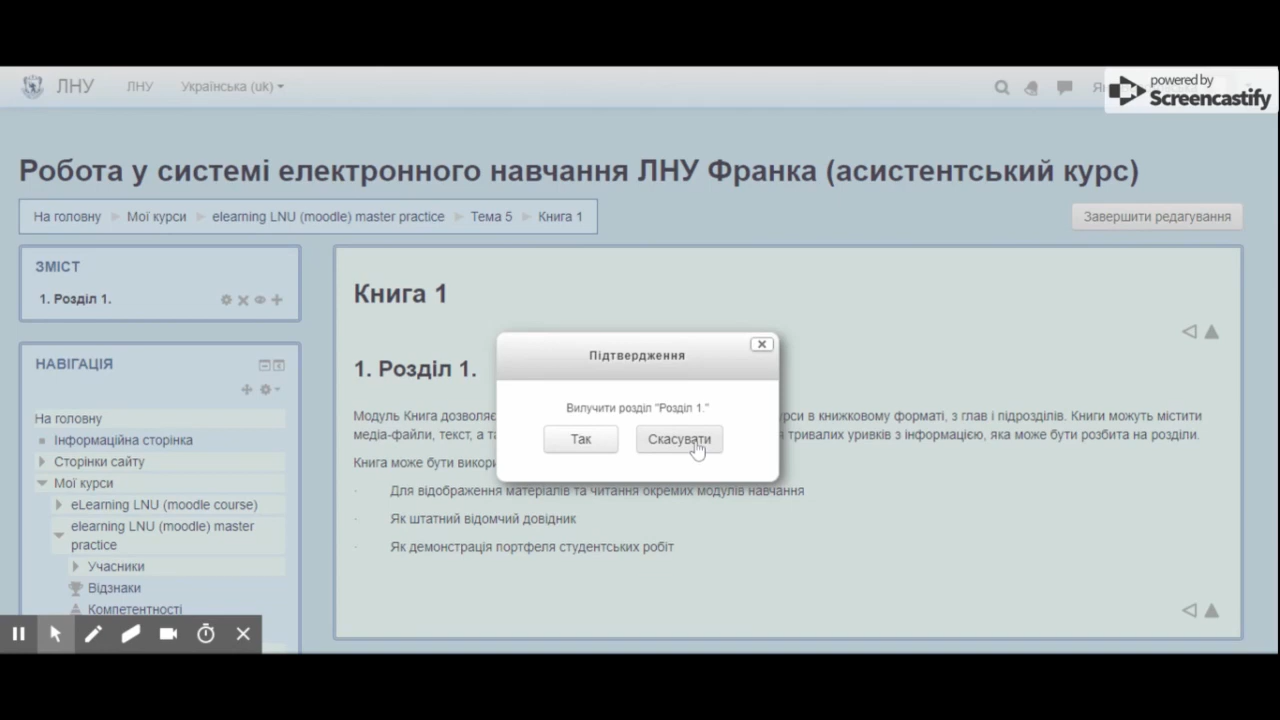 ЛНУ
ЛНУ
Українська (uk)
powered by
Screencastify
Робота у системі електронного навчання ЛНУ Франка (асистентський курс)
На головну
Мої курси
elearning LNU (moodle) master practice
Тема 5
Книга 1
Завершити редагування
ЗМІСТ
1. Розділ 1.
НАВІГАЦІЯ
На головну
Інформаційна сторінка
Сторінки сайту
Мої курси
eLearning LNU (moodle course)
elearning LNU (moodle) master
practice
Учасники
Відзнаки
Компетентності
Книга 1
1. Розділ 1.
Модуль Книга дозволяє
в книжковому форматі, з глав і підрозділів. Книги можуть містити
медіа-файли, текст, а
тривалих уривків з інформацією, яка може бути розбита на розділи.
Книга може бути
Для відображення матеріалів та читання окремих модулів навчання
Як штатний відомчий довідник
Як демонстрація портфеля студентських робіт
Підтвердження
Вилучити розділ "Розділ 1."
Так
Скасувати